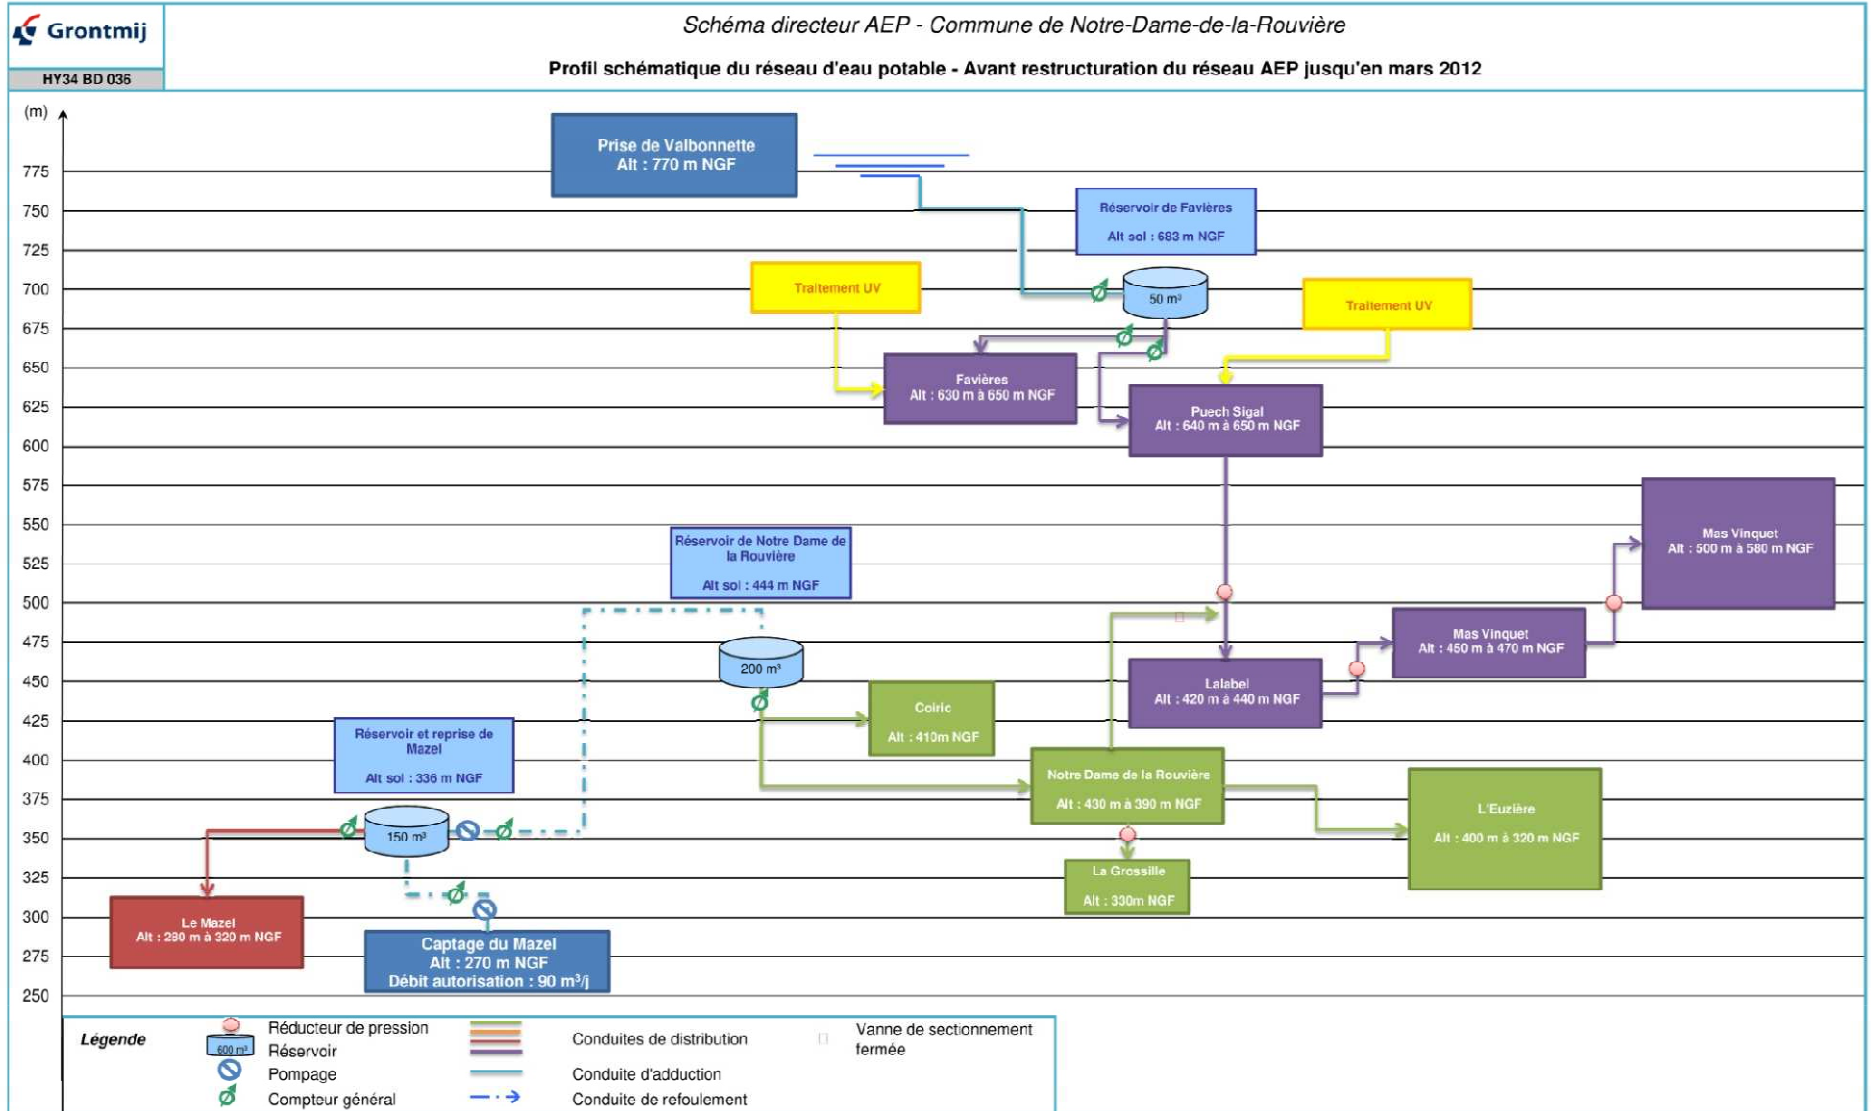 Grontmij
HY34 BD 036
Schéma directeur AEP - Commune de Notre-Dame-de-la-Rouvière
Profil schématique du réseau d'eau potable - Avant restructuration du réseau AEP jusqu'en mars 2012
(m)
775
750
725
700
675
650
625
600
575
550
525
500
475
450
425
400
375
350
325
300
275
250
Prise de Valbonnette
Alt : 770 m NGF
Réservoir de Favières
Alt sol : 683 m NGF
Traitement UV
50 m³
Traitement UV
Favières
Alt : 630 m à 650 m NGF
Puech Sigal
Alt : 640 m à 650 m NGF
Mas Vinquet
Alt : 500 m à 580 m NGF
Réservoir de Notre Dame de
la Rouvière
Alt sol : 444 m NGF
200 m³
Mas Vinquet
Alt : 450 m à 470 m NGF
Lalabel
Alt : 420 m à 440 m NGF
Coiric
Alt : 410m NGF
Réservoir et reprise de
Mazel
Alt sol : 336 m NGF
150 m³
Notre Dame de la Rouvière
Alt : 430 m à 390 m NGF
L'Euzière
Alt : 400 m à 320 m NGF
La Grossille
Alt : 330m NGF
Le Mazel
Alt : 280 m à 320 m NGF
Captage du Mazel
Alt : 270 m NGF
Débit autorisation : 90 m³/j
Légende
Réducteur de pression
600 m³
Réservoir
Pompage
Compteur général
Conduites de distribution
Conduite d'adduction
Conduite de refoulement
Vanne de sectionnement
fermée